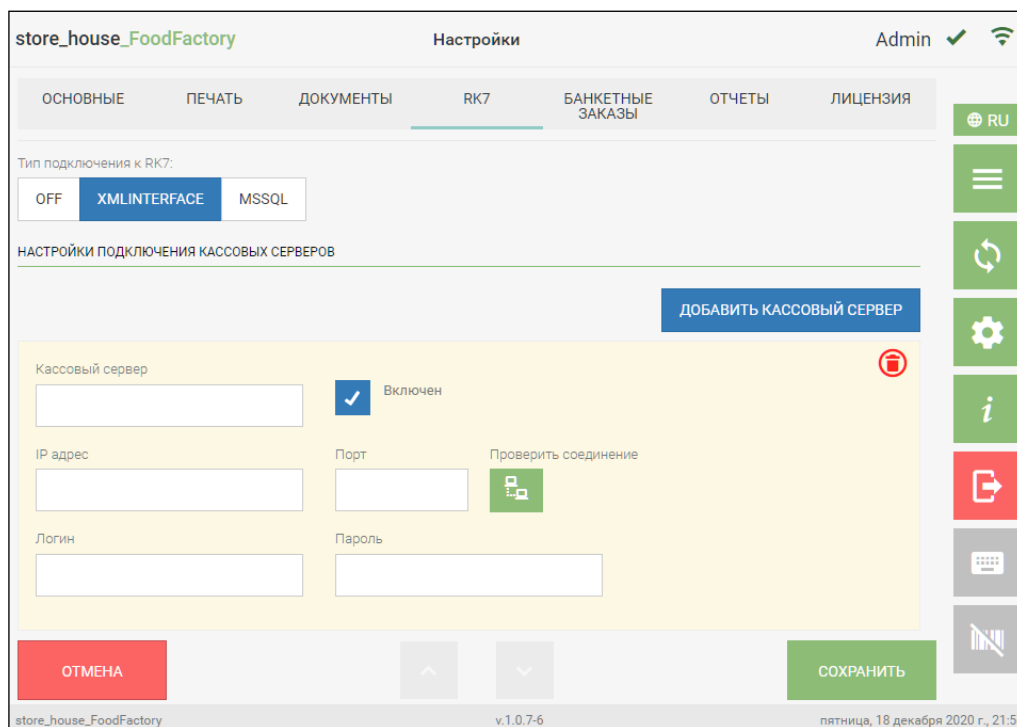 store_house_FoodFactory Настройки Admin
ОСНОВНЫЕ ПЕЧАТЬ ДОКУМЕНТЫ RK7 БАНКЕТНЫЕ ЗАКАЗЫ ОТЧЕТЫ ЛИЦЕНЗИЯ
RU
Тип подключения к RK7:
OFF XMLINTERFACE MSSQL
НАСТРОЙКИ ПОДКЛЮЧЕНИЯ КАССОВЫХ СЕРВЕРОВ
ДОБАВИТЬ КАССОВЫЙ СЕРВЕР
Кассовый сервер
Включен
IP адрес Порт Проверить соединение
Логин Пароль
ОТМЕНА СОХРАНИТЬ
store_house_FoodFactory v.1.0.7-6 пятница, 18 декабря 2020 г., 21:5